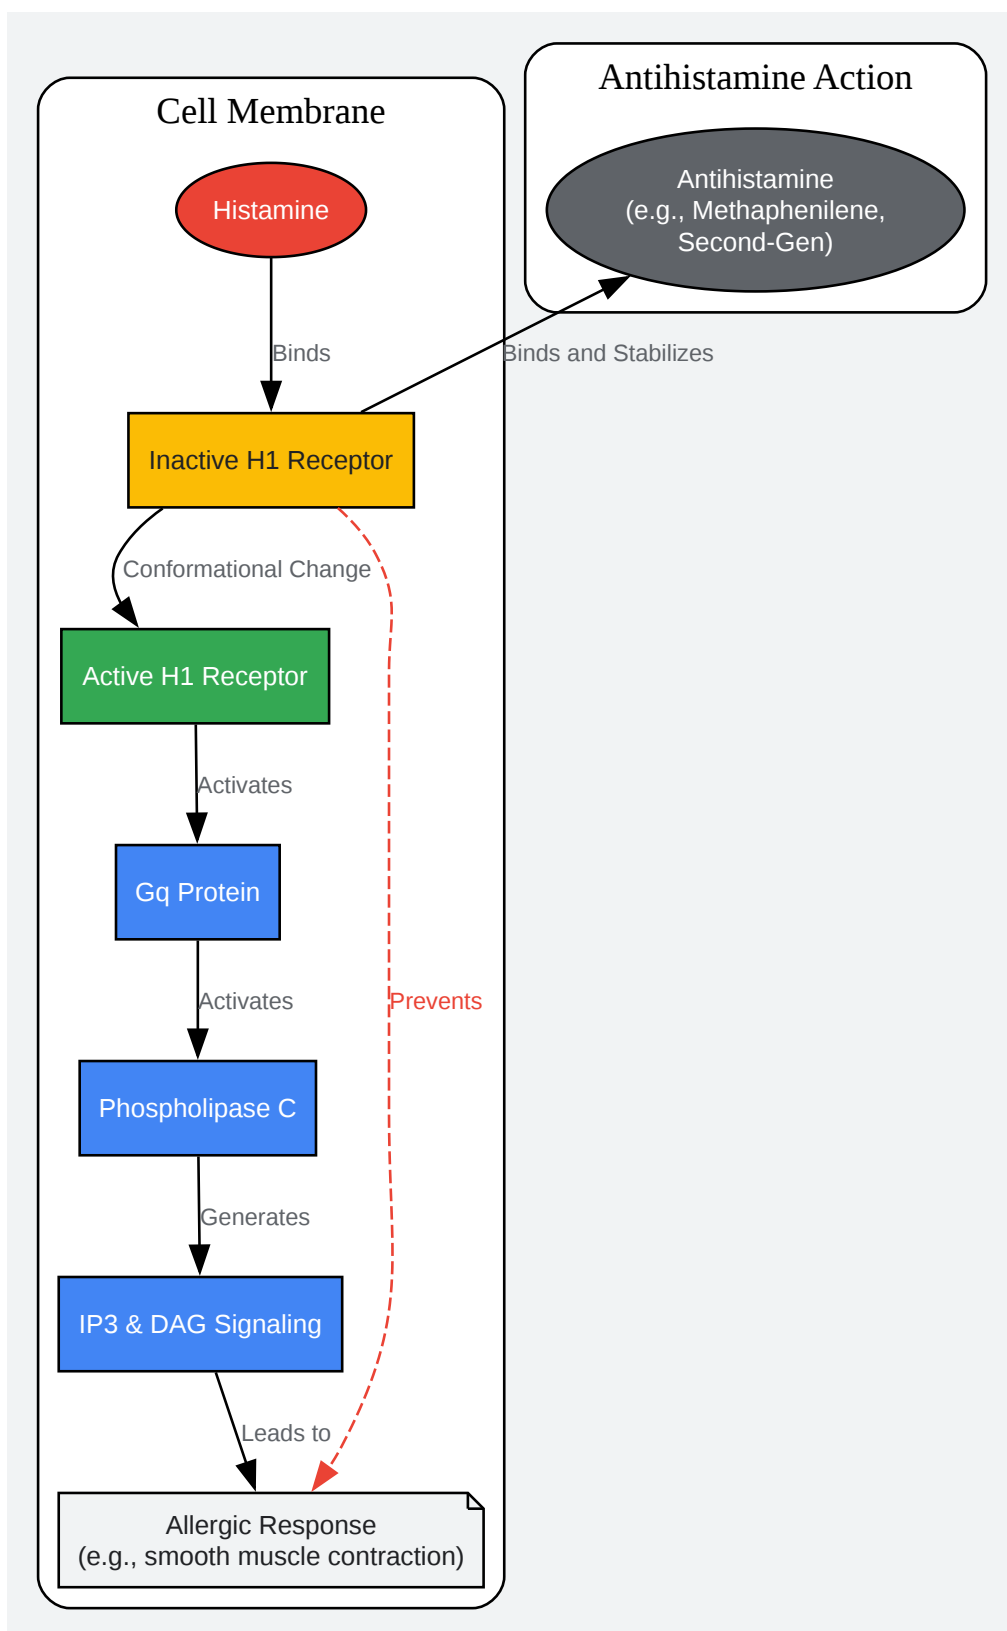 Antihistamine Action
Cell Membrane
Histamine
Antihistamine
(e.g., Methaphenilene,
Second-Gen)
Binds
Binds and Stabilizes
Inactive H1 Receptor
Conformational Change
Active H1 Receptor
Activates
Gq Protein
Activates
Prevents
Phospholipase C
Generates
IP3 & DAG Signaling
Leads to
Allergic Response
(e.g., smooth muscle contraction)